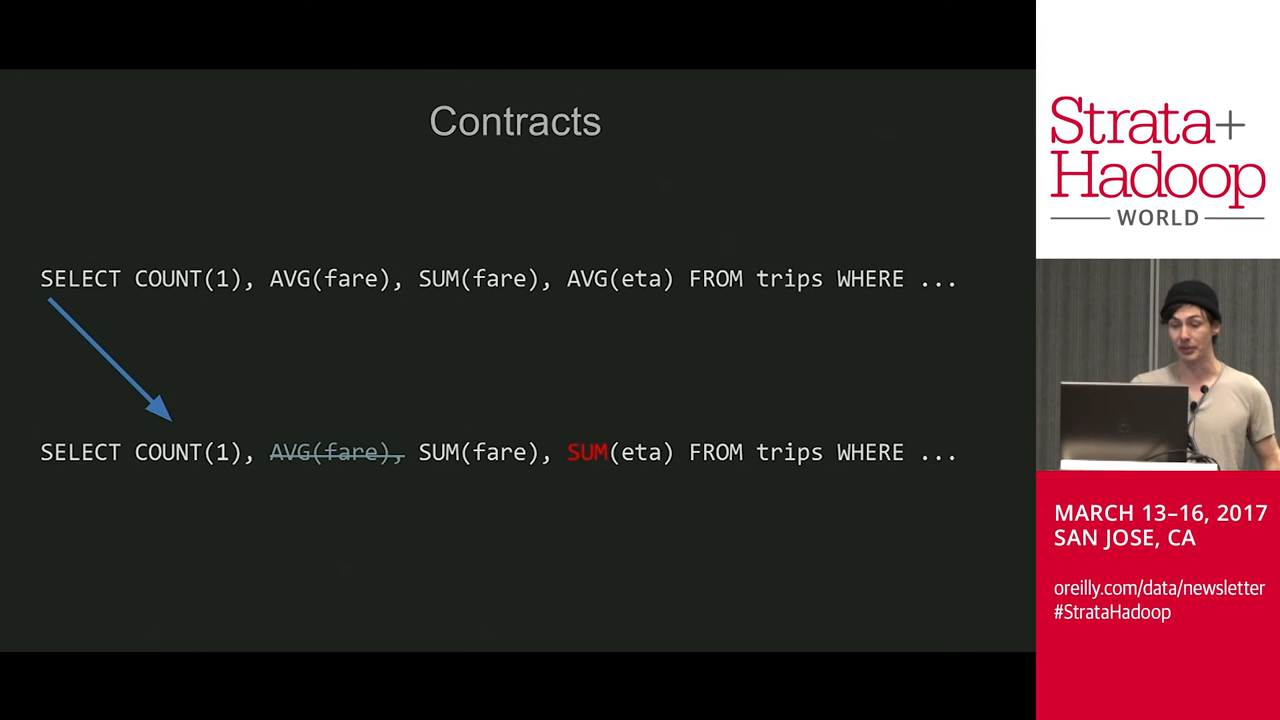 Contracts
SELECT COUNT(1), AVG(fare), SUM(fare), AVG(eta) FROM trips WHERE ...
SELECT COUNT(1), AVG(fare), SUM(fare), SUM(eta) FROM trips WHERE ...
Strata+
Hadoop
WORLD
MARCH 13–16, 2017
SAN JOSE, CA
oreilly.com/data/newsletter
#StrataHadoop